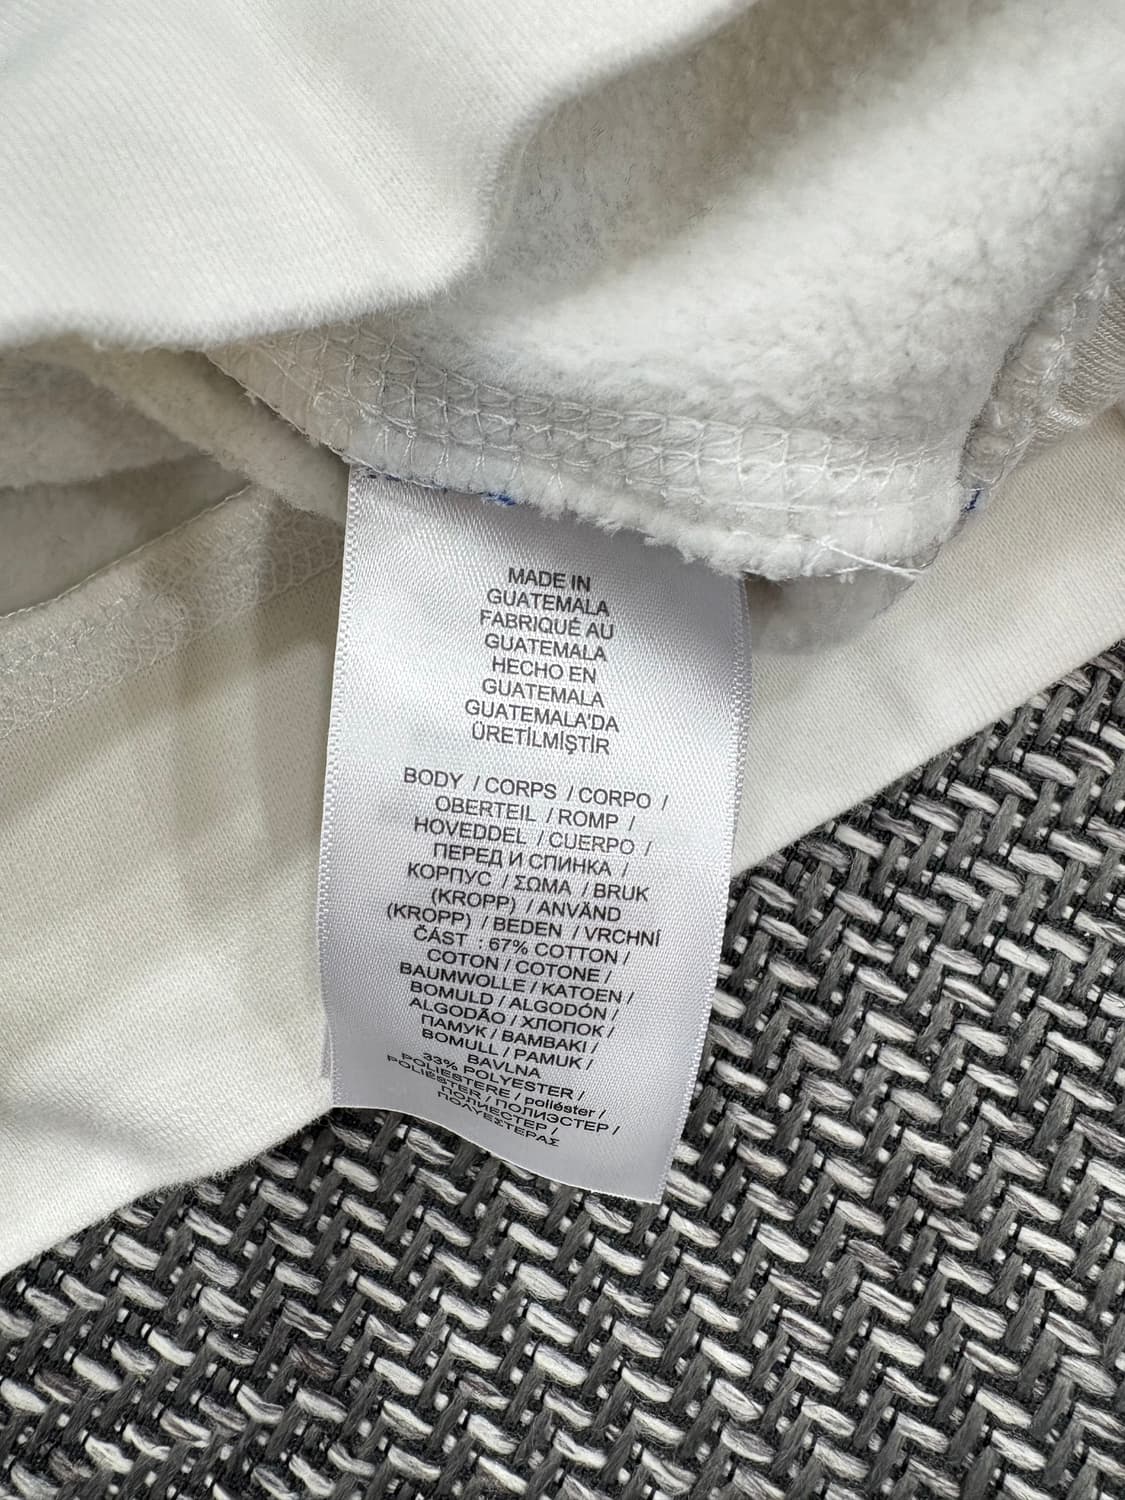 MADE IN
GUATEMALA
FABRIQUÉ AU
GUATEMALA
HECHO EN
GUATEMALA
GUATEMALA'DA
ÜRETİLMİŞTİR
BODY / CORPS / CORPO /
OBERTEIL / ROMP /
HOVEDDEL / CUERPO /
ПЕРЕД И СПИНКА /
КОРПУС / ΣΩΜΑ / BRUK
(KROPP) / ANVÄND
(KROPP) / BEDEN / VRCHNÍ
ČÁST : 67% COTTON /
COTON / COTONE /
BAUMWOLLE / KATOEN /
BOMULD / ALGODÓN /
ALGODÃO / ХЛОПОК /
ПАМУК / BAMBAKI /
BOMULL / PAMUK /
BAVLNA
33% POLYESTER /
POLIESTERE / poliéster /
POLIÉSTER / ПОЛИЭСТЕР /
ПОЛИЕСТЕР /
ΠΟΛΥΕΣΤΕΡΑΣ